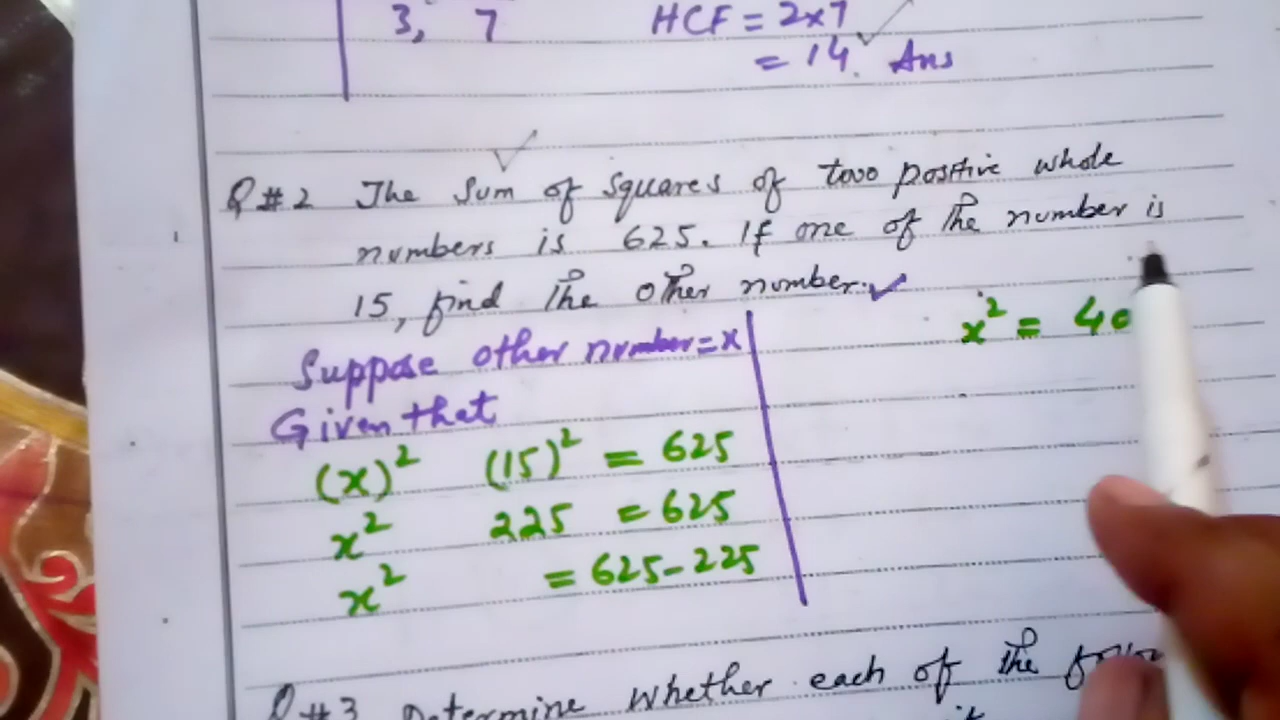 3, 7
HCF = 2x7
= 14 Ans
Q#2 The Sum of Squares of two positive whole
numbers is 625. If one of the number is
15, find the other number.
Suppose other number = x
Given that
(x)² (15)² = 625
x² 225 = 625
x² = 625-225
x² = 40
Q#3 Determine whether each of the